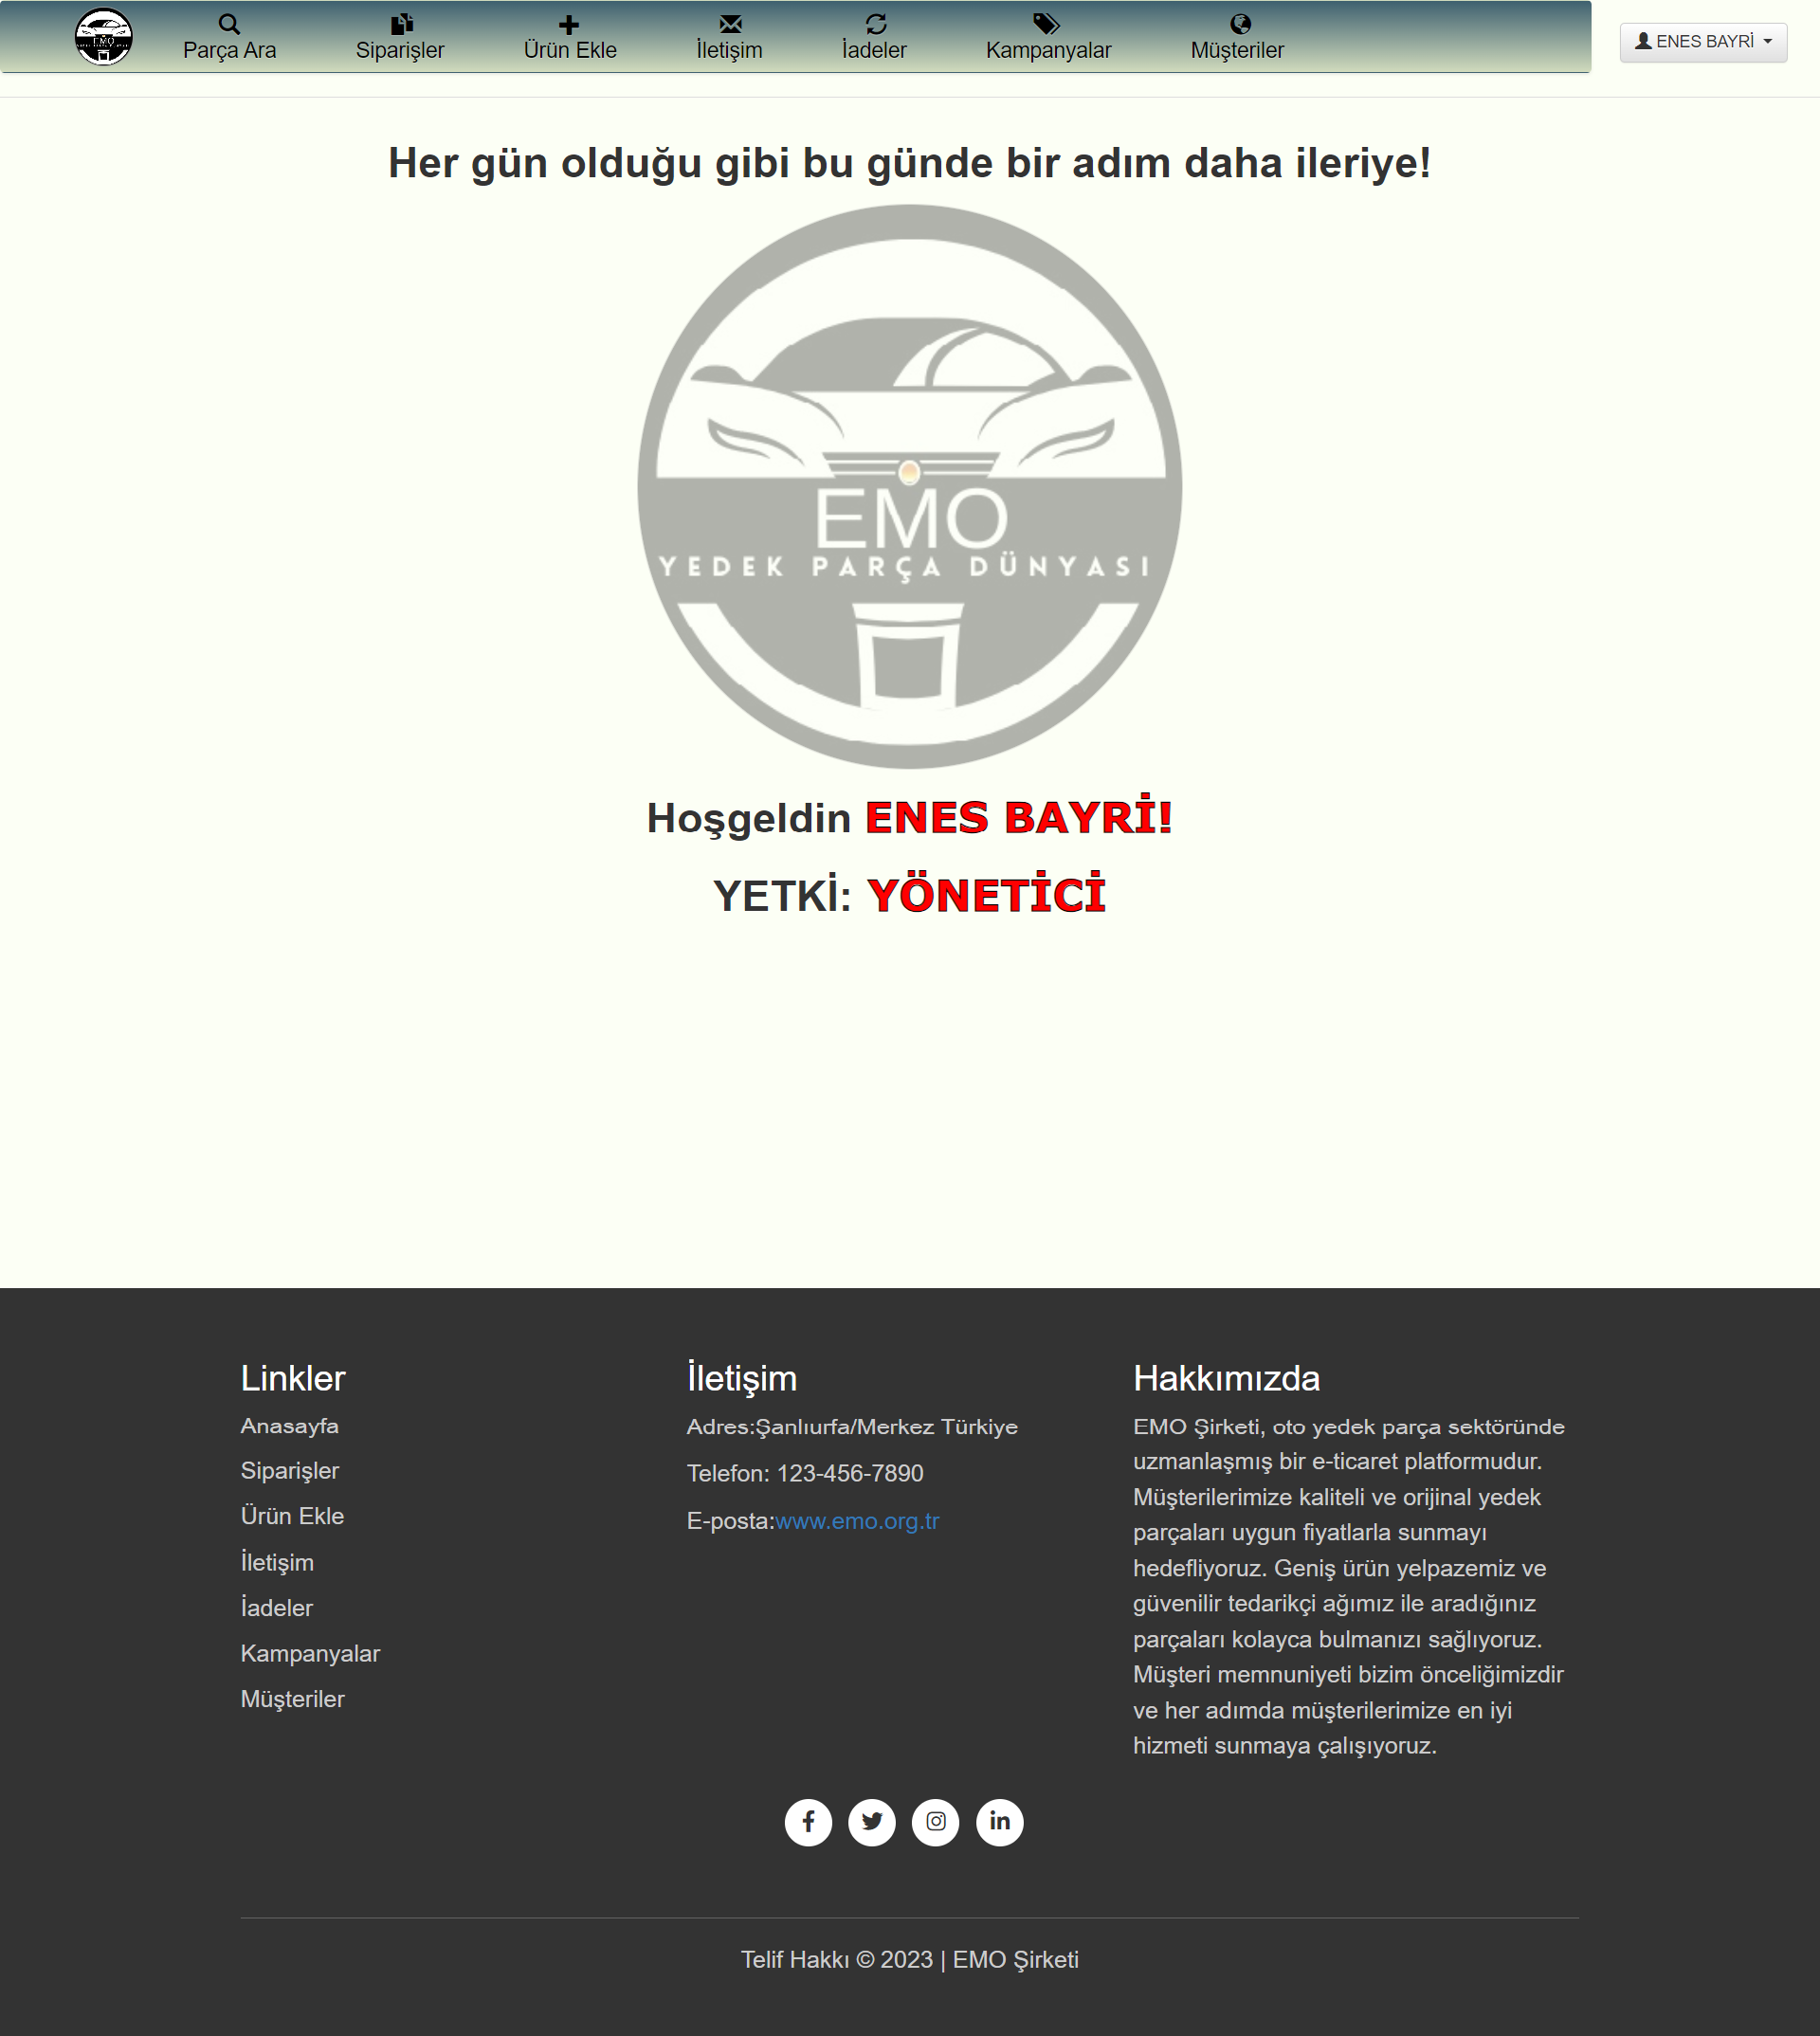 Parça Ara
Siparişler
Ürün Ekle
İletişim
İadeler
Kampanyalar
Müşteriler
ENES BAYRİ
Her gün olduğu gibi bu günde bir adım daha ileriye!
EMO
YEDEK PARÇA DÜNYASI
Hoşgeldin ENES BAYRİ!
YETKİ: YÖNETİCİ
Linkler
Anasayfa
Siparişler
Ürün Ekle
İletişim
İadeler
Kampanyalar
Müşteriler
İletişim
Adres:Şanlıurfa/Merkez Türkiye
Telefon: 123-456-7890
E-posta:www.emo.org.tr
Hakkımızda
EMO Şirketi, oto yedek parça sektöründe
uzmanlaşmış bir e-ticaret platformudur.
Müşterilerimize kaliteli ve orijinal yedek
parçaları uygun fiyatlarla sunmayı
hedefliyoruz. Geniş ürün yelpazemiz ve
güvenilir tedarikçi ağımız ile aradığınız
parçaları kolayca bulmanızı sağlıyoruz.
Müşteri memnuniyeti bizim önceliğimizdir
ve her adımda müşterilerimize en iyi
hizmeti sunmaya çalışıyoruz.
Telif Hakkı © 2023 | EMO Şirketi